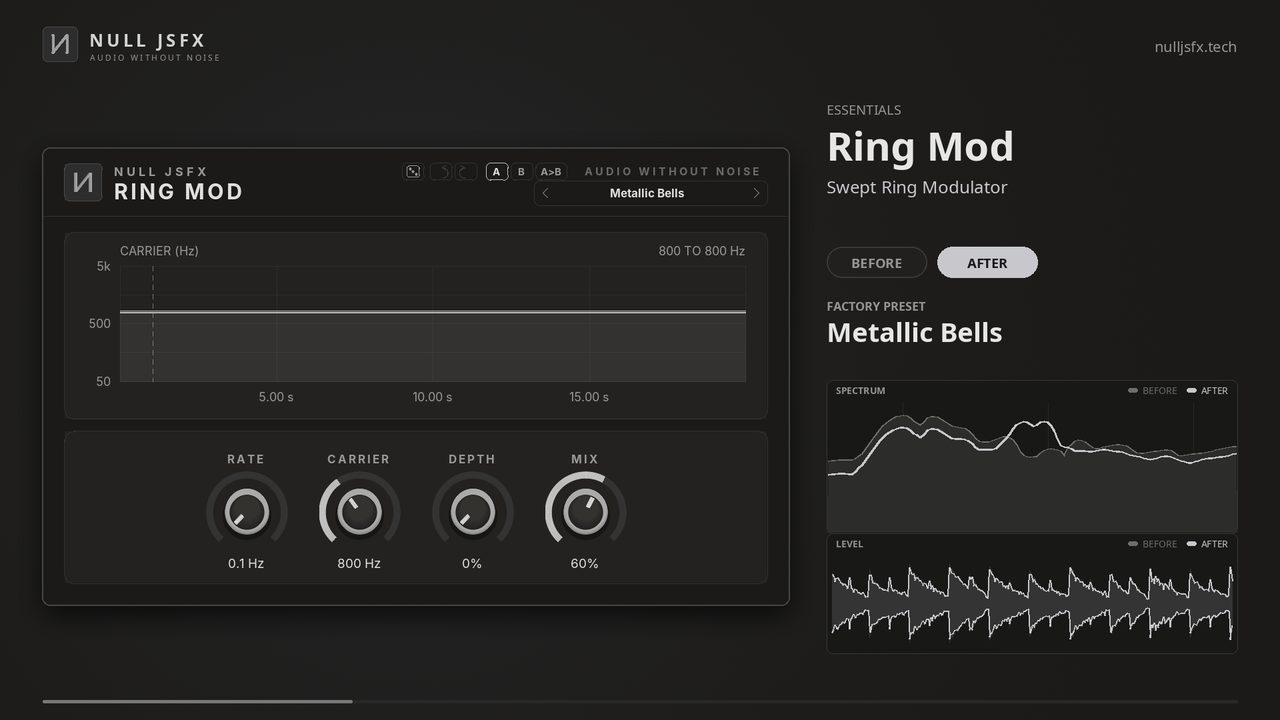 NULL JSFX
AUDIO WITHOUT NOISE
nulljsfx.tech
NULL JSFX
RING MOD
A B A>B AUDIO WITHOUT NOISE
Metallic Bells
CARRIER (Hz) 800 TO 800 Hz
5k
500
50
5.00 s 10.00 s 15.00 s
RATE CARRIER DEPTH MIX
0.1 Hz 800 Hz 0% 60%
ESSENTIALS
Ring Mod
Swept Ring Modulator
BEFORE AFTER
FACTORY PRESET
Metallic Bells
SPECTRUM BEFORE AFTER
LEVEL BEFORE AFTER